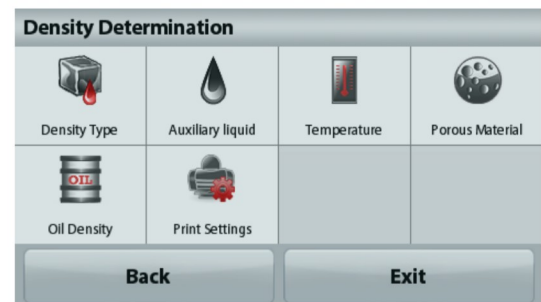 Density Determination
Density Type
Auxiliary liquid
Temperature
Porous Material
OIL
Oil Density
Print Settings
Back
Exit